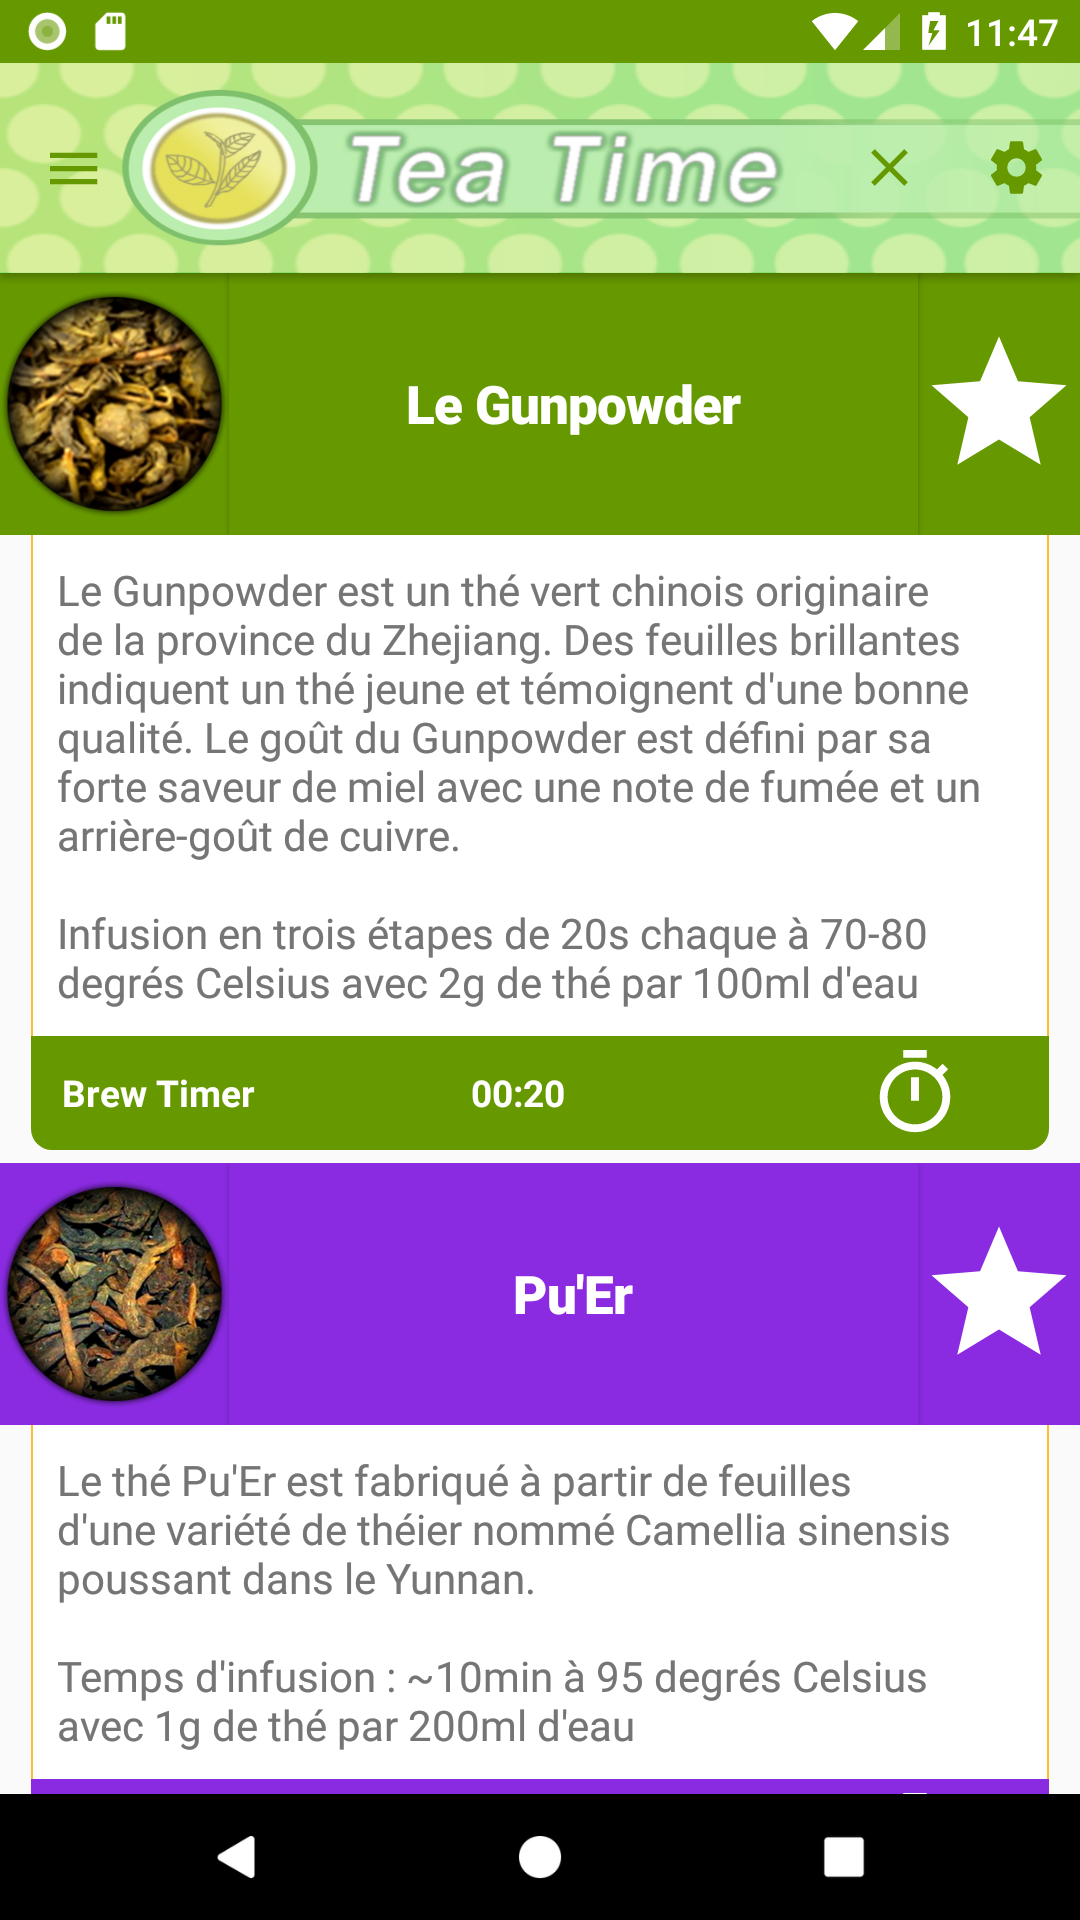 11:47
Tea Time
Le Gunpowder
Le Gunpowder est un thé vert chinois originaire
de la province du Zhejiang. Des feuilles brillantes
indiquent un thé jeune et témoignent d'une bonne
qualité. Le goût du Gunpowder est défini par sa
forte saveur de miel avec une note de fumée et un
arrière-goût de cuivre.
Infusion en trois étapes de 20s chaque à 70-80
degrés Celsius avec 2g de thé par 100ml d'eau
Brew Timer 00:20
Pu'Er
Le thé Pu'Er est fabriqué à partir de feuilles
d'une variété de théier nommé Camellia sinensis
poussant dans le Yunnan.
Temps d'infusion : ~10min à 95 degrés Celsius
avec 1g de thé par 200ml d'eau